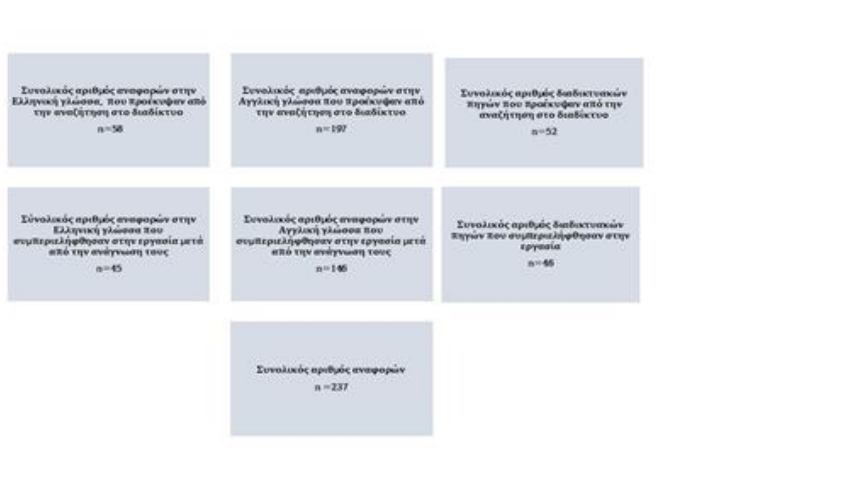 Συνολικός αριθμός αναφορών στην
Ελληνική γλώσσα, που προέκυψαν από
την αναζήτηση στο διαδίκτυο
n=58
Συνολικός αριθμός αναφορών στην
Αγγλική γλώσσα που προέκυψαν από
την αναζήτηση στο διαδίκτυο
n=197
Συνολικός αριθμός διαδικτυακών
πηγών που προέκυψαν από την
αναζήτηση στο διαδίκτυο
n=52
Σύνολικός αριθμός αναφορών στην
Ελληνική γλώσσα που
συμπεριελήφθησαν στην εργασία μετά
από την ανάγνωση τους
n=45
Συνολικός αριθμός αναφορών στην
Αγγλική γλώσσα που
συμπεριελήφθησαν στην εργασία μετά
από την ανάγνωση τους
n=146
Συνολικός αριθμός διαδικτυακών
πηγών που συμπεριελήφθησαν στην
εργασία
n=46
Συνολικός αριθμός αναφορών
n =237